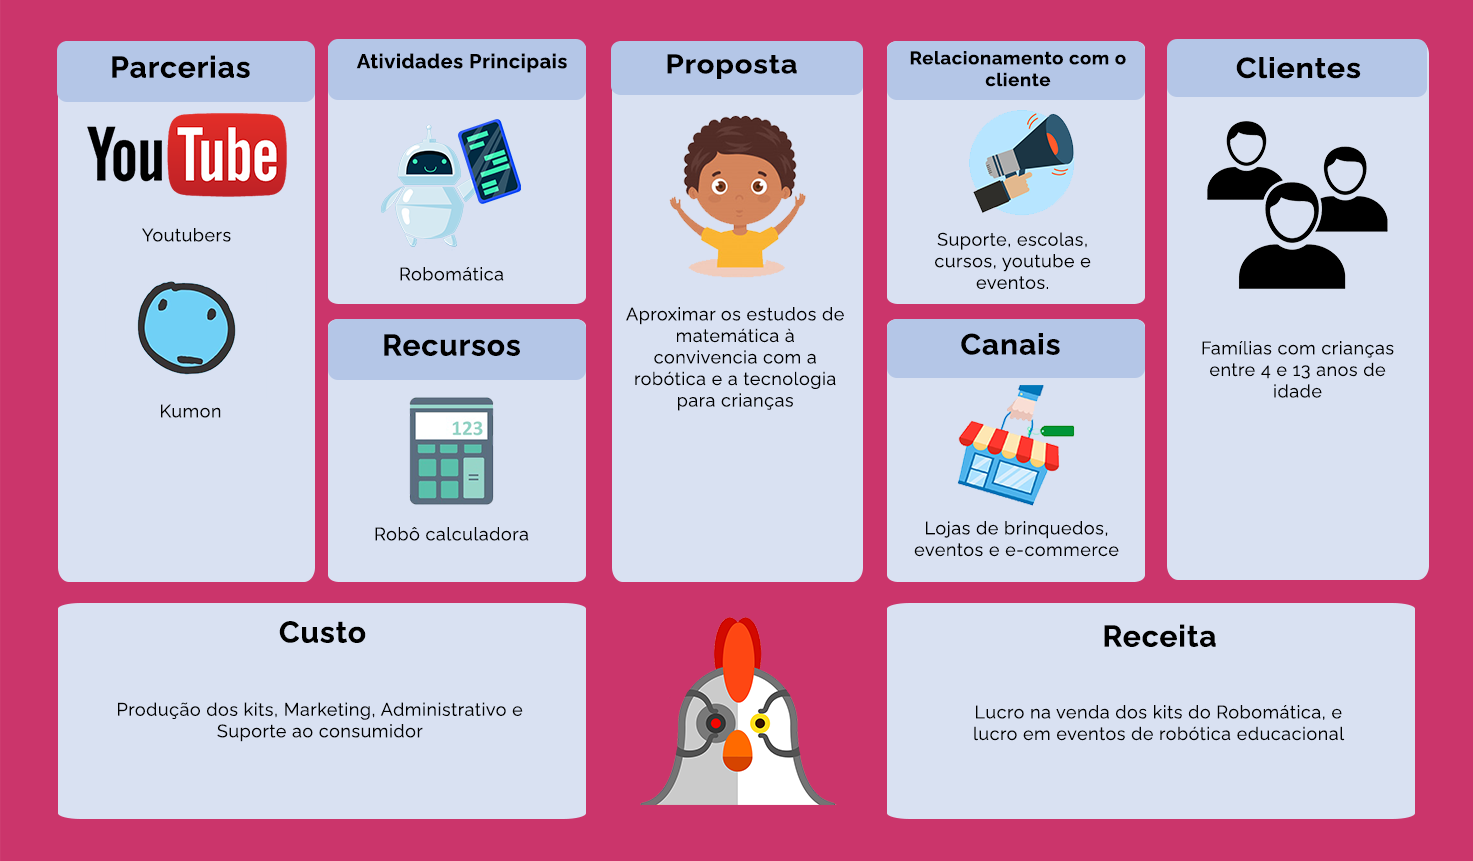 Parcerias
YouTube
Youtubers
Kumon
Atividades Principais
Robomática
Recursos
123
=
Robô calculadora
Proposta
Aproximar os estudos de
matemática à
convivencia com a
robótica e a tecnologia
para crianças
Relacionamento com o
cliente
Suporte, escolas,
cursos, youtube e
eventos.
Canais
Lojas de brinquedos,
eventos e e-commerce
Clientes
Famílias com crianças
entre 4 e 13 anos de
idade
Custo
Produção dos kits, Marketing, Administrativo e
Suporte ao consumidor
Receita
Lucro na venda dos kits do Robomática, e
lucro em eventos de robótica educacional